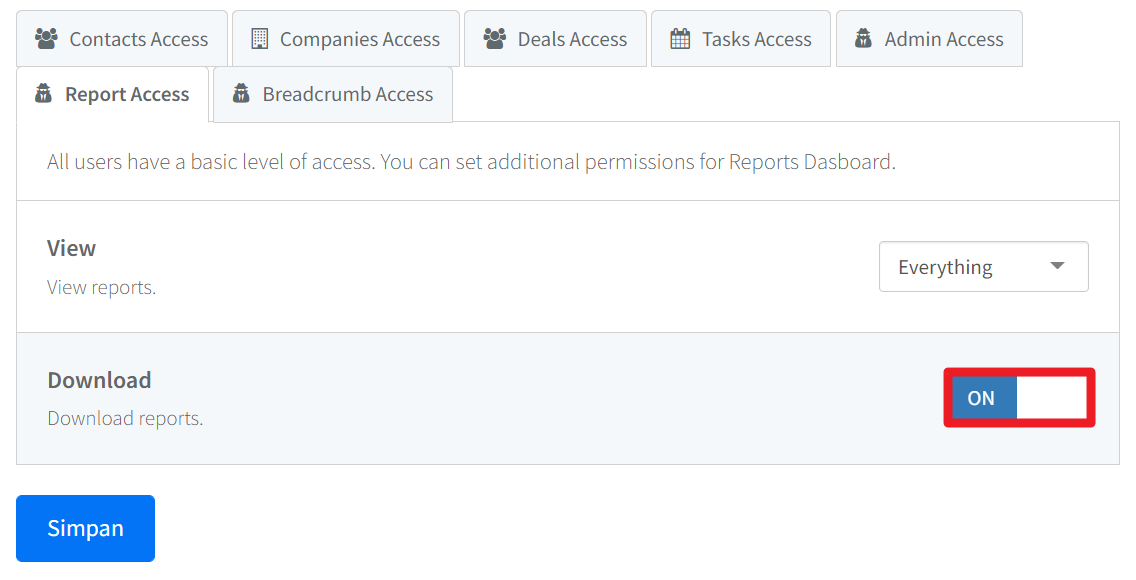 Contacts Access
Companies Access
Deals Access
Tasks Access
Admin Access
Report Access
Breadcrumb Access
All users have a basic level of access. You can set additional permissions for Reports Dasboard.
View
View reports.
Everything
Download
Download reports.
ON
Simpan